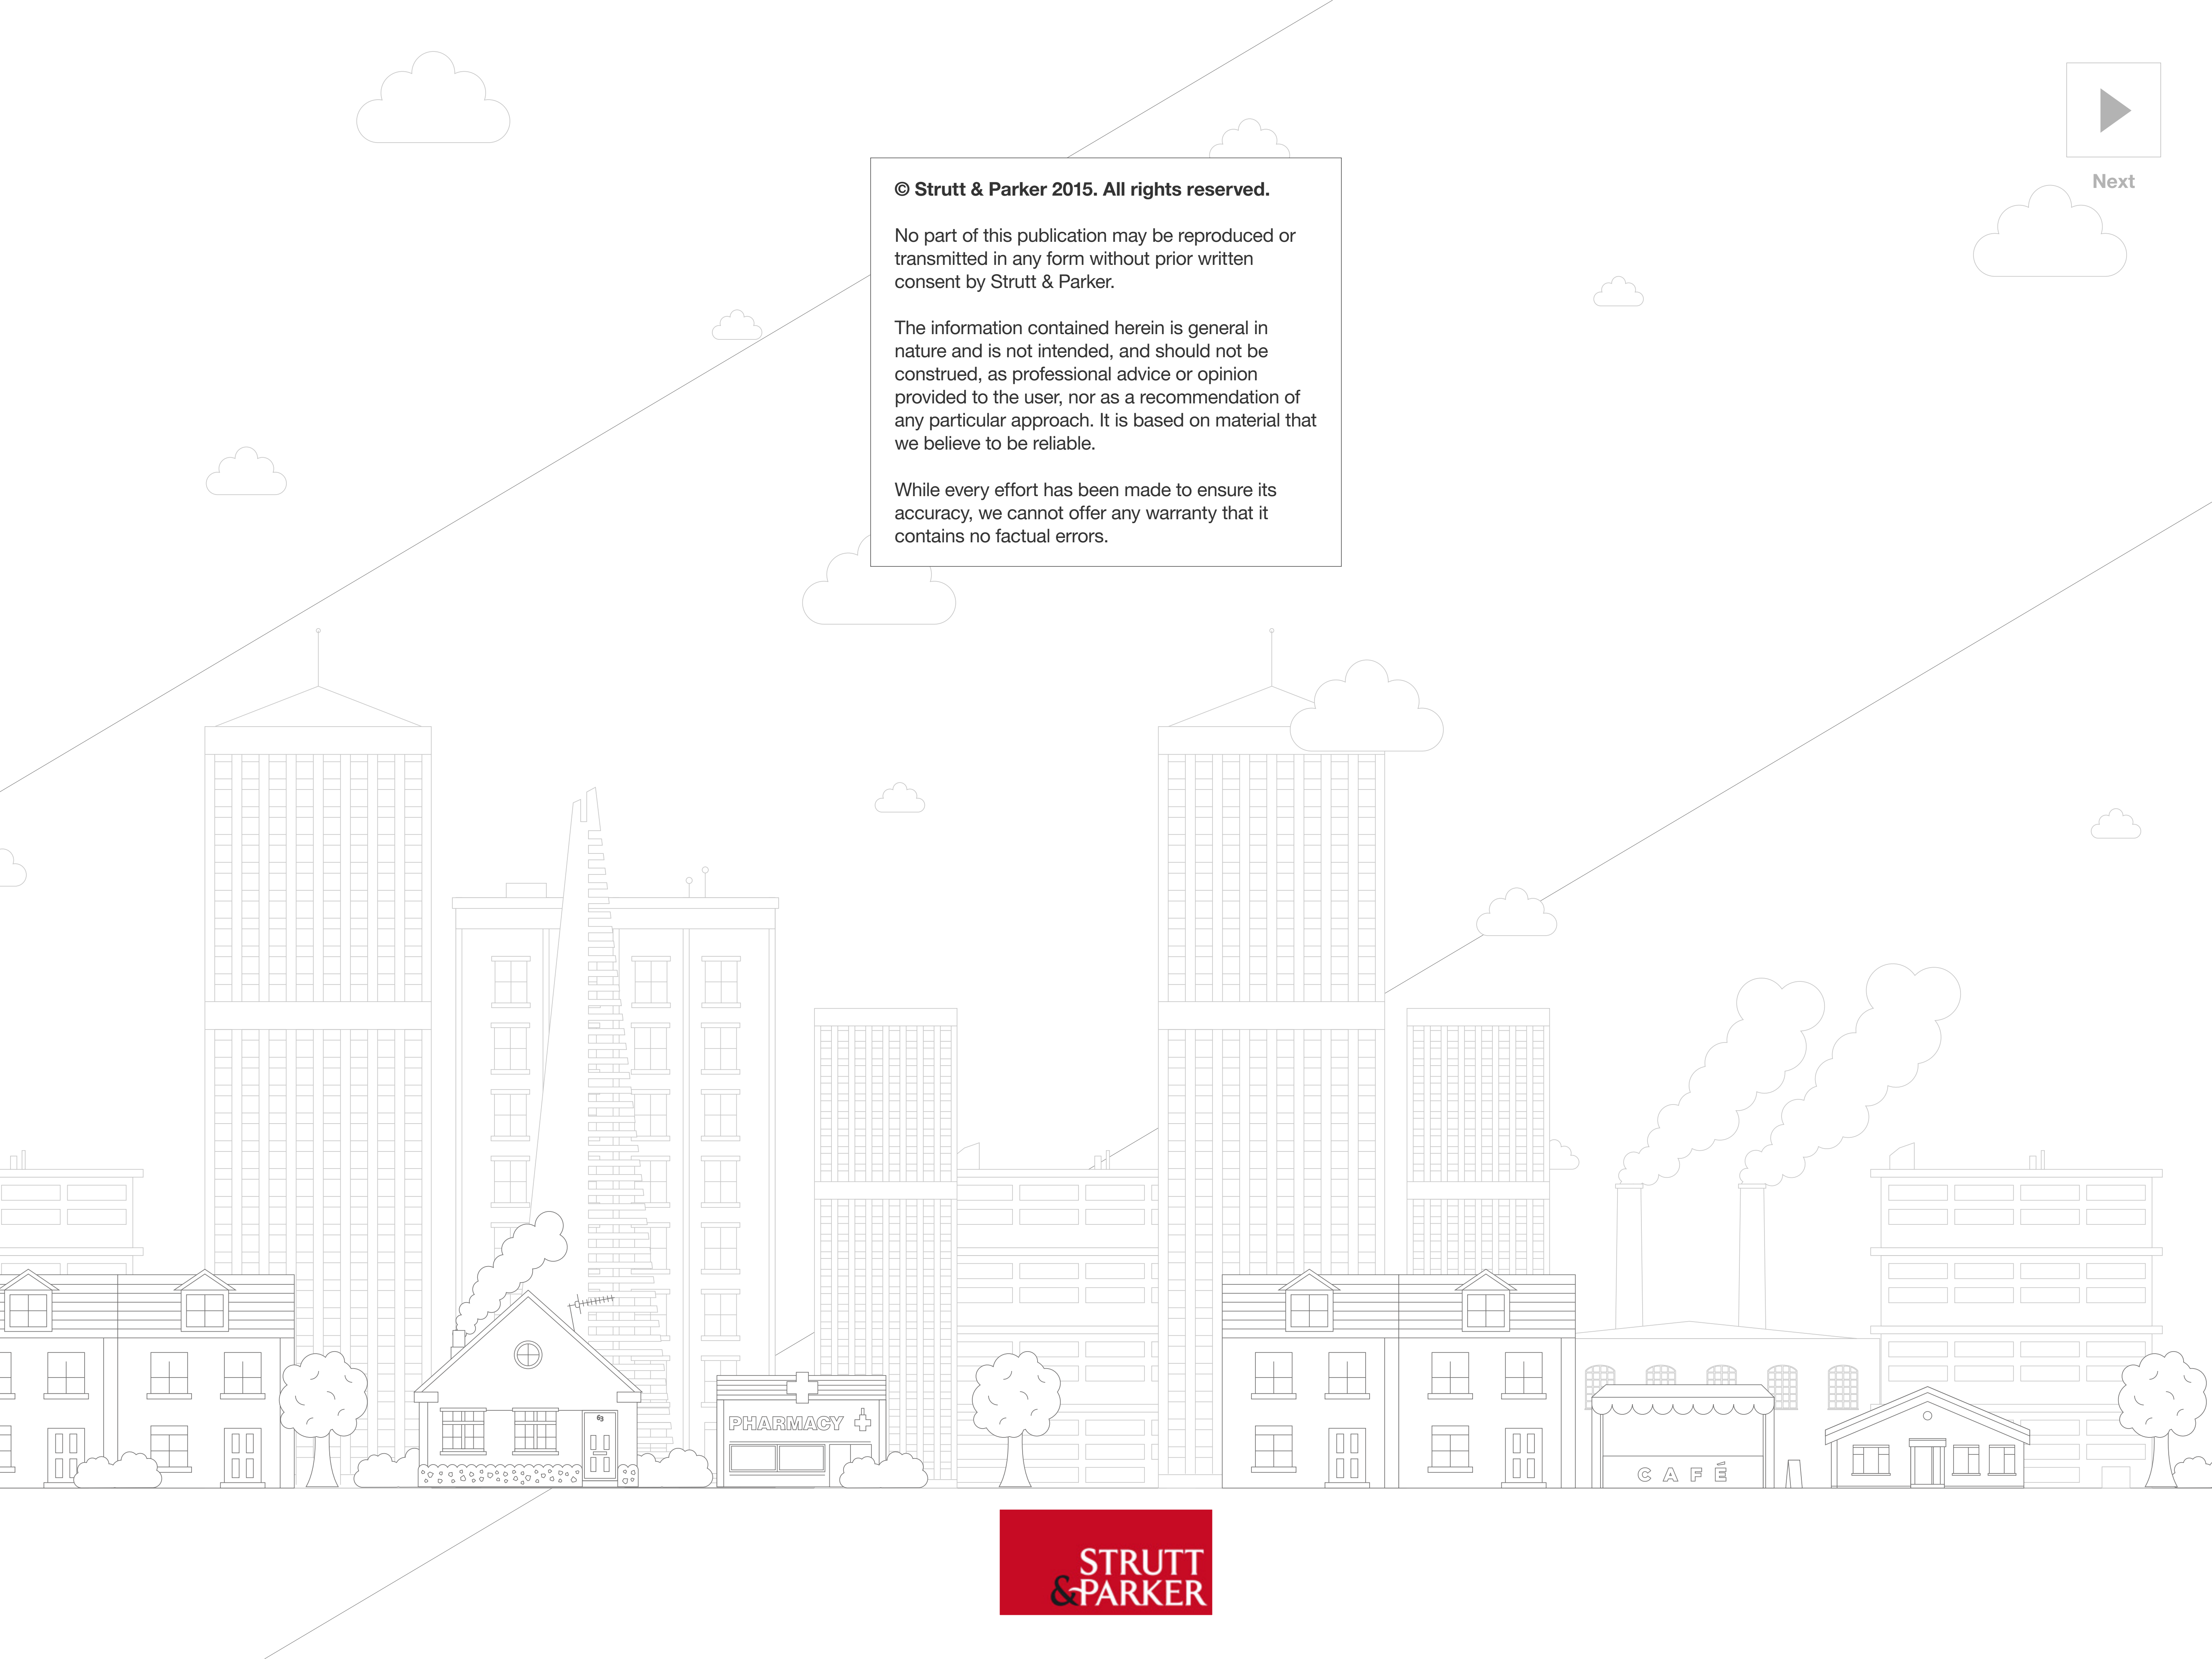 © Strutt & Parker 2015. All rights reserved.
No part of this publication may be reproduced or
transmitted in any form without prior written
consent by Strutt & Parker.
The information contained herein is general in
nature and is not intended, and should not be
construed, as professional advice or opinion
provided to the user, nor as a recommendation of
any particular approach. It is based on material that
we believe to be reliable.
While every effort has been made to ensure its
accuracy, we cannot offer any warranty that it
contains no factual errors.
Next
63
PHARMACY
CAFÉ
STRUTT
&PARKER